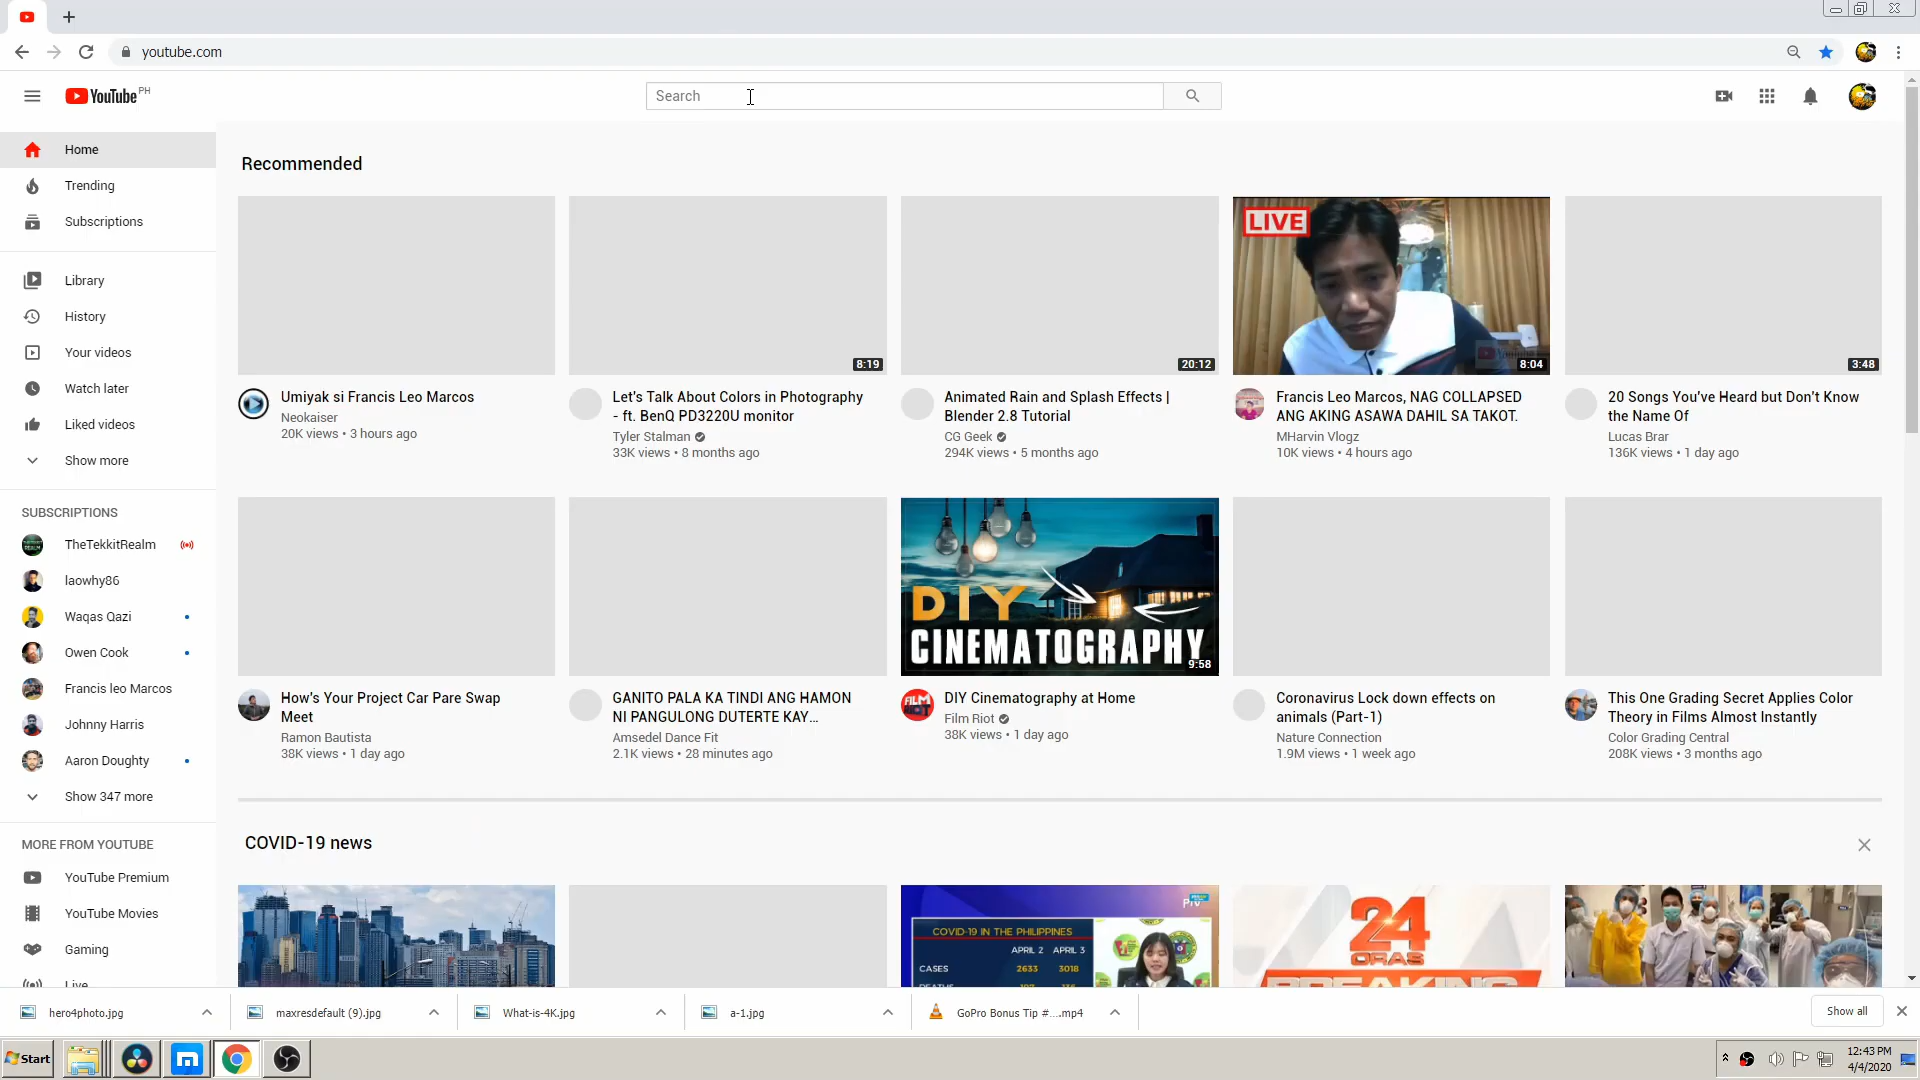 youtube.com
YouTube PH
Search
Home
Trending
Subscriptions
Library
History
Your videos
Watch later
Liked videos
Show more
SUBSCRIPTIONS
TheTekkitRealm
laowhy86
Waqas Qazi
Owen Cook
Francis leo Marcos
Johnny Harris
Aaron Doughty
Show 347 more
MORE FROM YOUTUBE
YouTube Premium
YouTube Movies
Gaming
Live
Recommended
Umiyak si Francis Leo Marcos
Neokaiser
20K views • 3 hours ago
8:19
Let's Talk About Colors in Photography
- ft. BenQ PD3220U monitor
Tyler Stalman
33K views • 8 months ago
20:12
Animated Rain and Splash Effects |
Blender 2.8 Tutorial
CG Geek
294K views • 5 months ago
LIVE
8:04
Francis Leo Marcos, NAG COLLAPSED
ANG AKING ASAWA DAHIL SA TAKOT.
MHarvin Vlogz
10K views • 4 hours ago
3:48
20 Songs You've Heard but Don't Know
the Name Of
Lucas Brar
136K views • 1 day ago
How's Your Project Car Pare Swap
Meet
Ramon Bautista
38K views • 1 day ago
GANITO PALA KA TINDI ANG HAMON
NI PANGULONG DUTERTE KAY...
Amsedel Dance Fit
2.1K views • 28 minutes ago
DIY
CINEMATOGRAPHY
9:58
FILM
DIY Cinematography at Home
Film Riot
38K views • 1 day ago
Coronavirus Lock down effects on
animals (Part-1)
Nature Connection
1.9M views • 1 week ago
This One Grading Secret Applies Color
Theory in Films Almost Instantly
Color Grading Central
208K views • 3 months ago
COVID-19 news
COVID-19 IN THE PHILIPPINES
APRIL 2 APRIL 3
CASES 2633 3018
24
ORAS
BREAKING
hero4photo.jpg
maxresdefault (9).jpg
What-is-4K.jpg
a-1.jpg
GoPro Bonus Tip #....mp4
Show all
Start
12:43 PM
4/4/2020